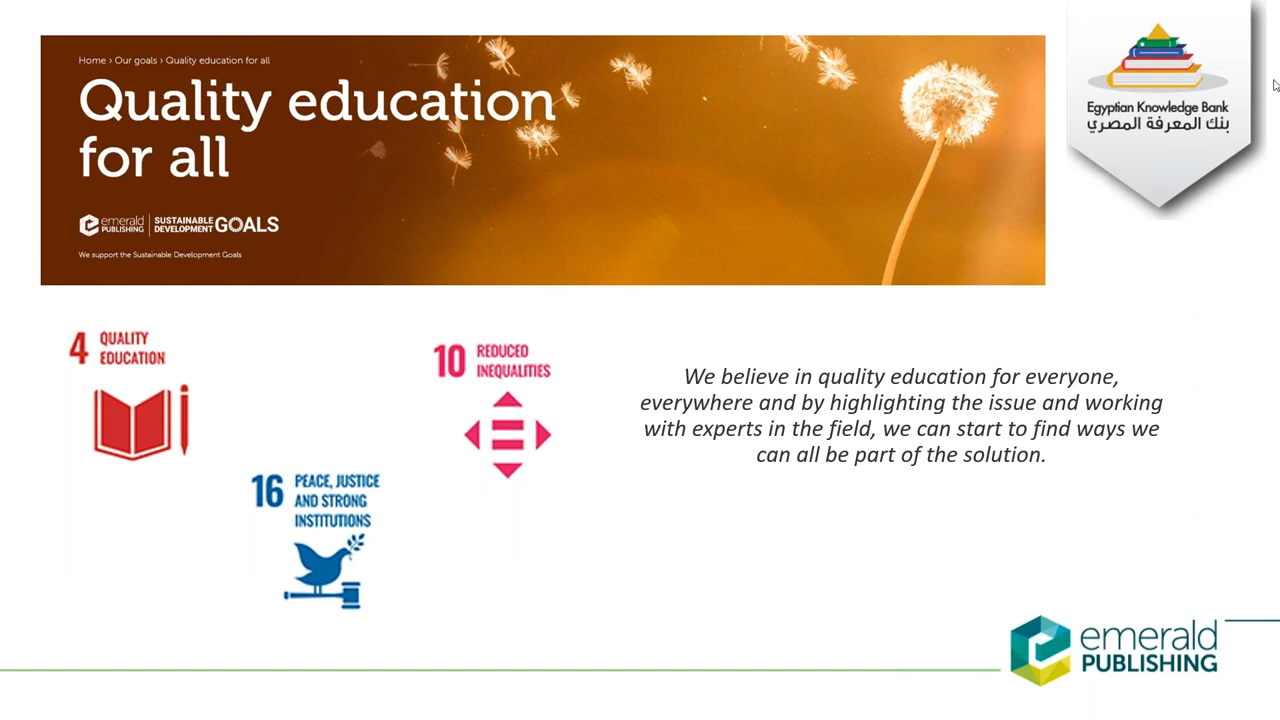 Home › Our goals › Quality education for all
Quality education
for all
emerald
PUBLISHING
SUSTAINABLE
DEVELOPMENT
GOALS
We support the Sustainable Development Goals
Egyptian Knowledge Bank
بنك المعرفة المصري
4 QUALITY
EDUCATION
10 REDUCED
INEQUALITIES
16 PEACE, JUSTICE
AND STRONG
INSTITUTIONS
We believe in quality education for everyone,
everywhere and by highlighting the issue and working
with experts in the field, we can start to find ways we
can all be part of the solution.
emerald
PUBLISHING